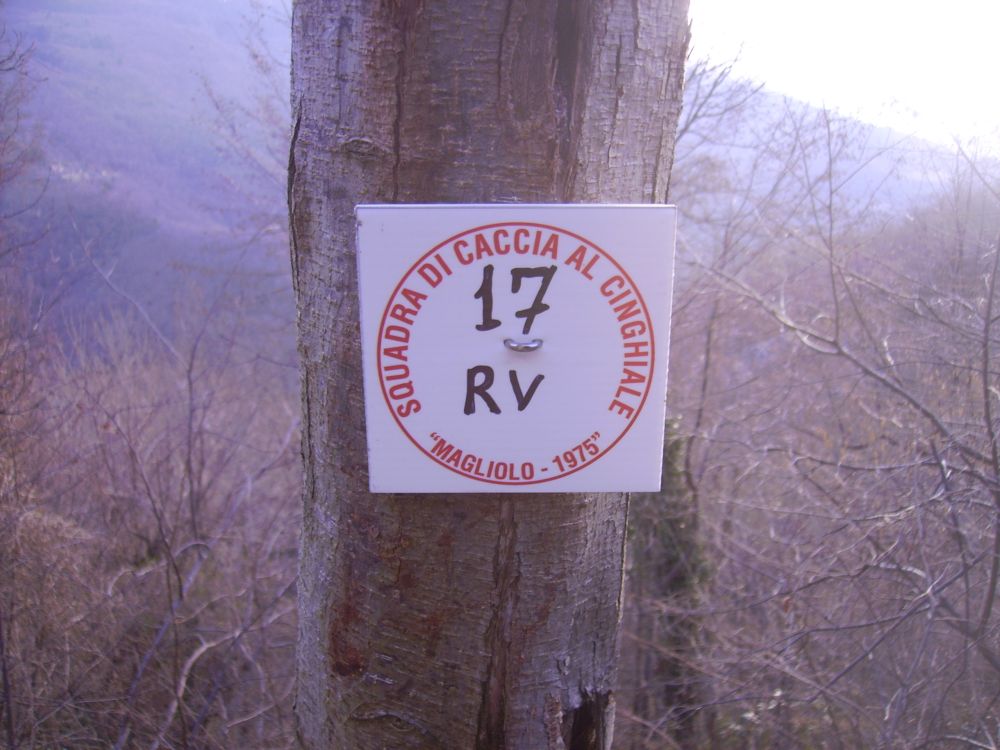 SQUADRA DI CACCIA AL CINGHIALE
17
RV
"MAGLIOLO - 1975"